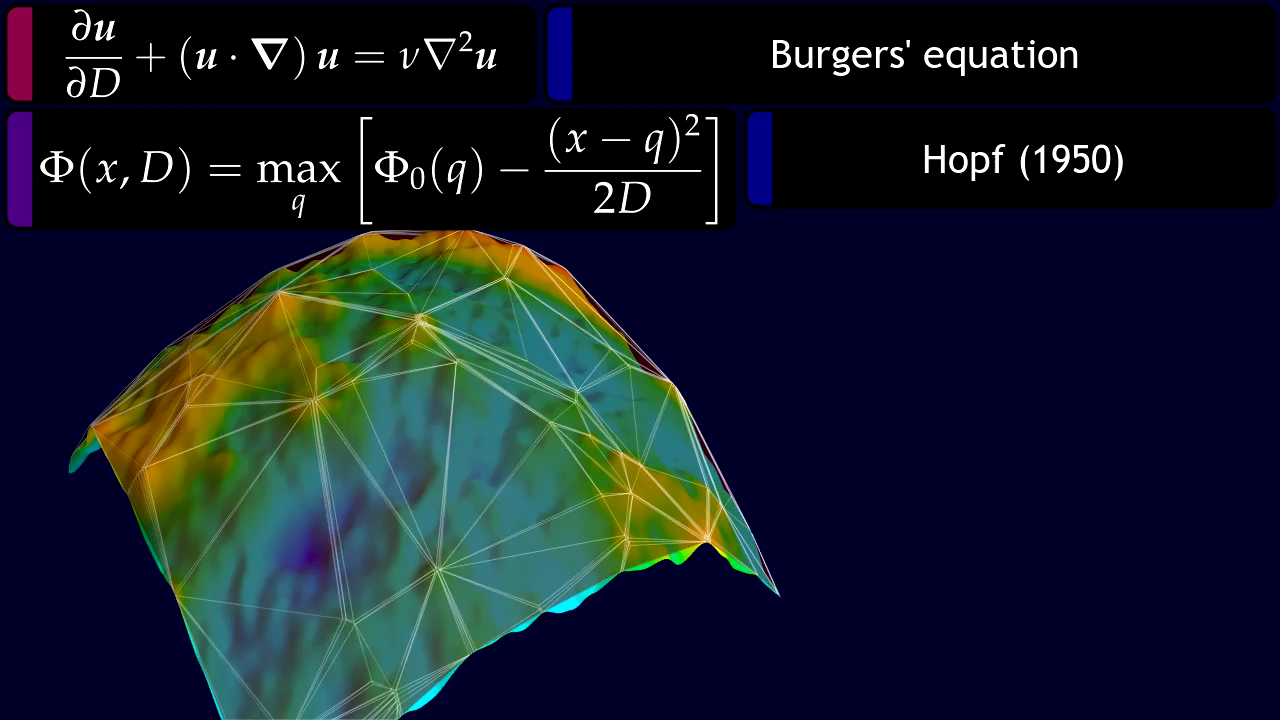 ∂u/∂D + (u · ∇) u = ν∇²u
Burgers' equation
Φ(x, D) = max_q [Φ₀(q) − (x − q)²/2D]
Hopf (1950)